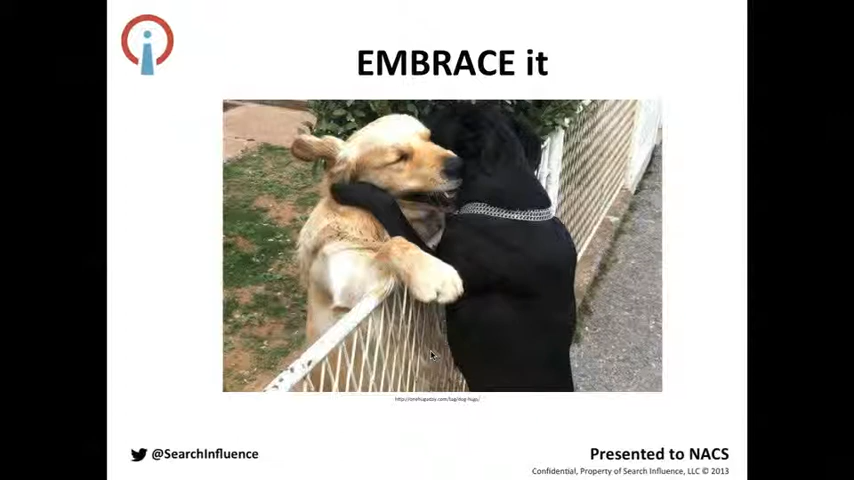 EMBRACE it
http://onehugaday.com/tag/dog-hugs/
@SearchInfluence
Presented to NACS
Confidential, Property of Search Influence, LLC © 2013